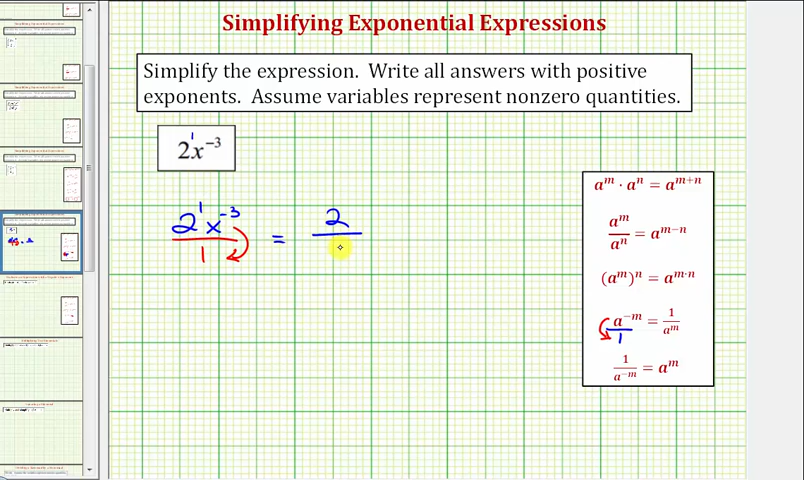 Simplifying Exponential Expressions
Simplify the expression. Write all answers with positive
exponents. Assume variables represent nonzero quantities.
2¹x⁻³
2¹x⁻³ / 1 = 2 /
aᵐ · aⁿ = aᵐ⁺ⁿ
aᵐ / aⁿ = aᵐ⁻ⁿ
(aᵐ)ⁿ = aᵐ·ⁿ
a⁻ᵐ / 1 = 1 / aᵐ
1 / a⁻ᵐ = aᵐ